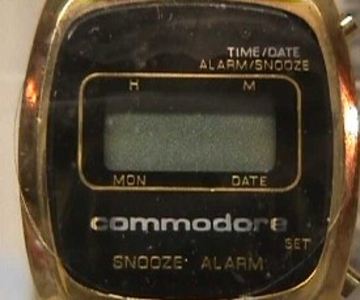 TIME/DATE
ALARM/SNOOZE
H M
MON DATE
commodore
SET
SNOOZE ALARM